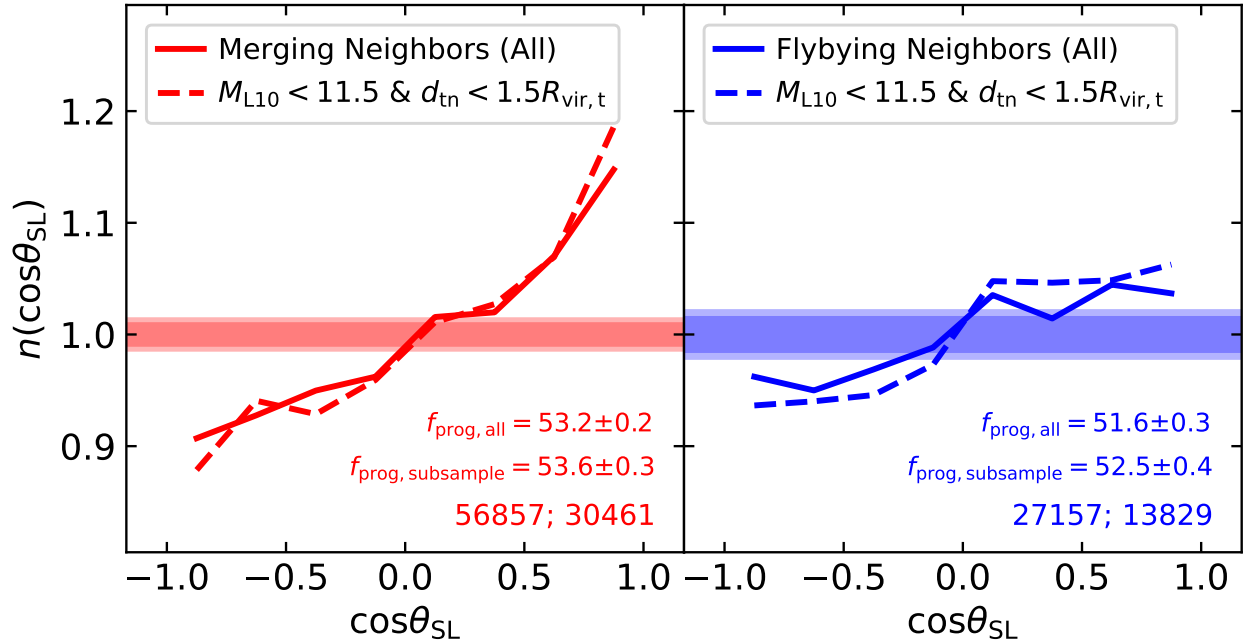 Merging Neighbors (All)
M_L10 < 11.5 & d_tn < 1.5R_vir, t
Flybying Neighbors (All)
M_L10 < 11.5 & d_tn < 1.5R_vir, t
n(cosθ_SL)
1.2
1.1
1.0
0.9
f_prog, all = 53.2±0.2
f_prog, subsample = 53.6±0.3
56857; 30461
f_prog, all = 51.6±0.3
f_prog, subsample = 52.5±0.4
27157; 13829
−1.0 −0.5 0.0 0.5 1.0
−1.0 −0.5 0.0 0.5 1.0
cosθ_SL
cosθ_SL